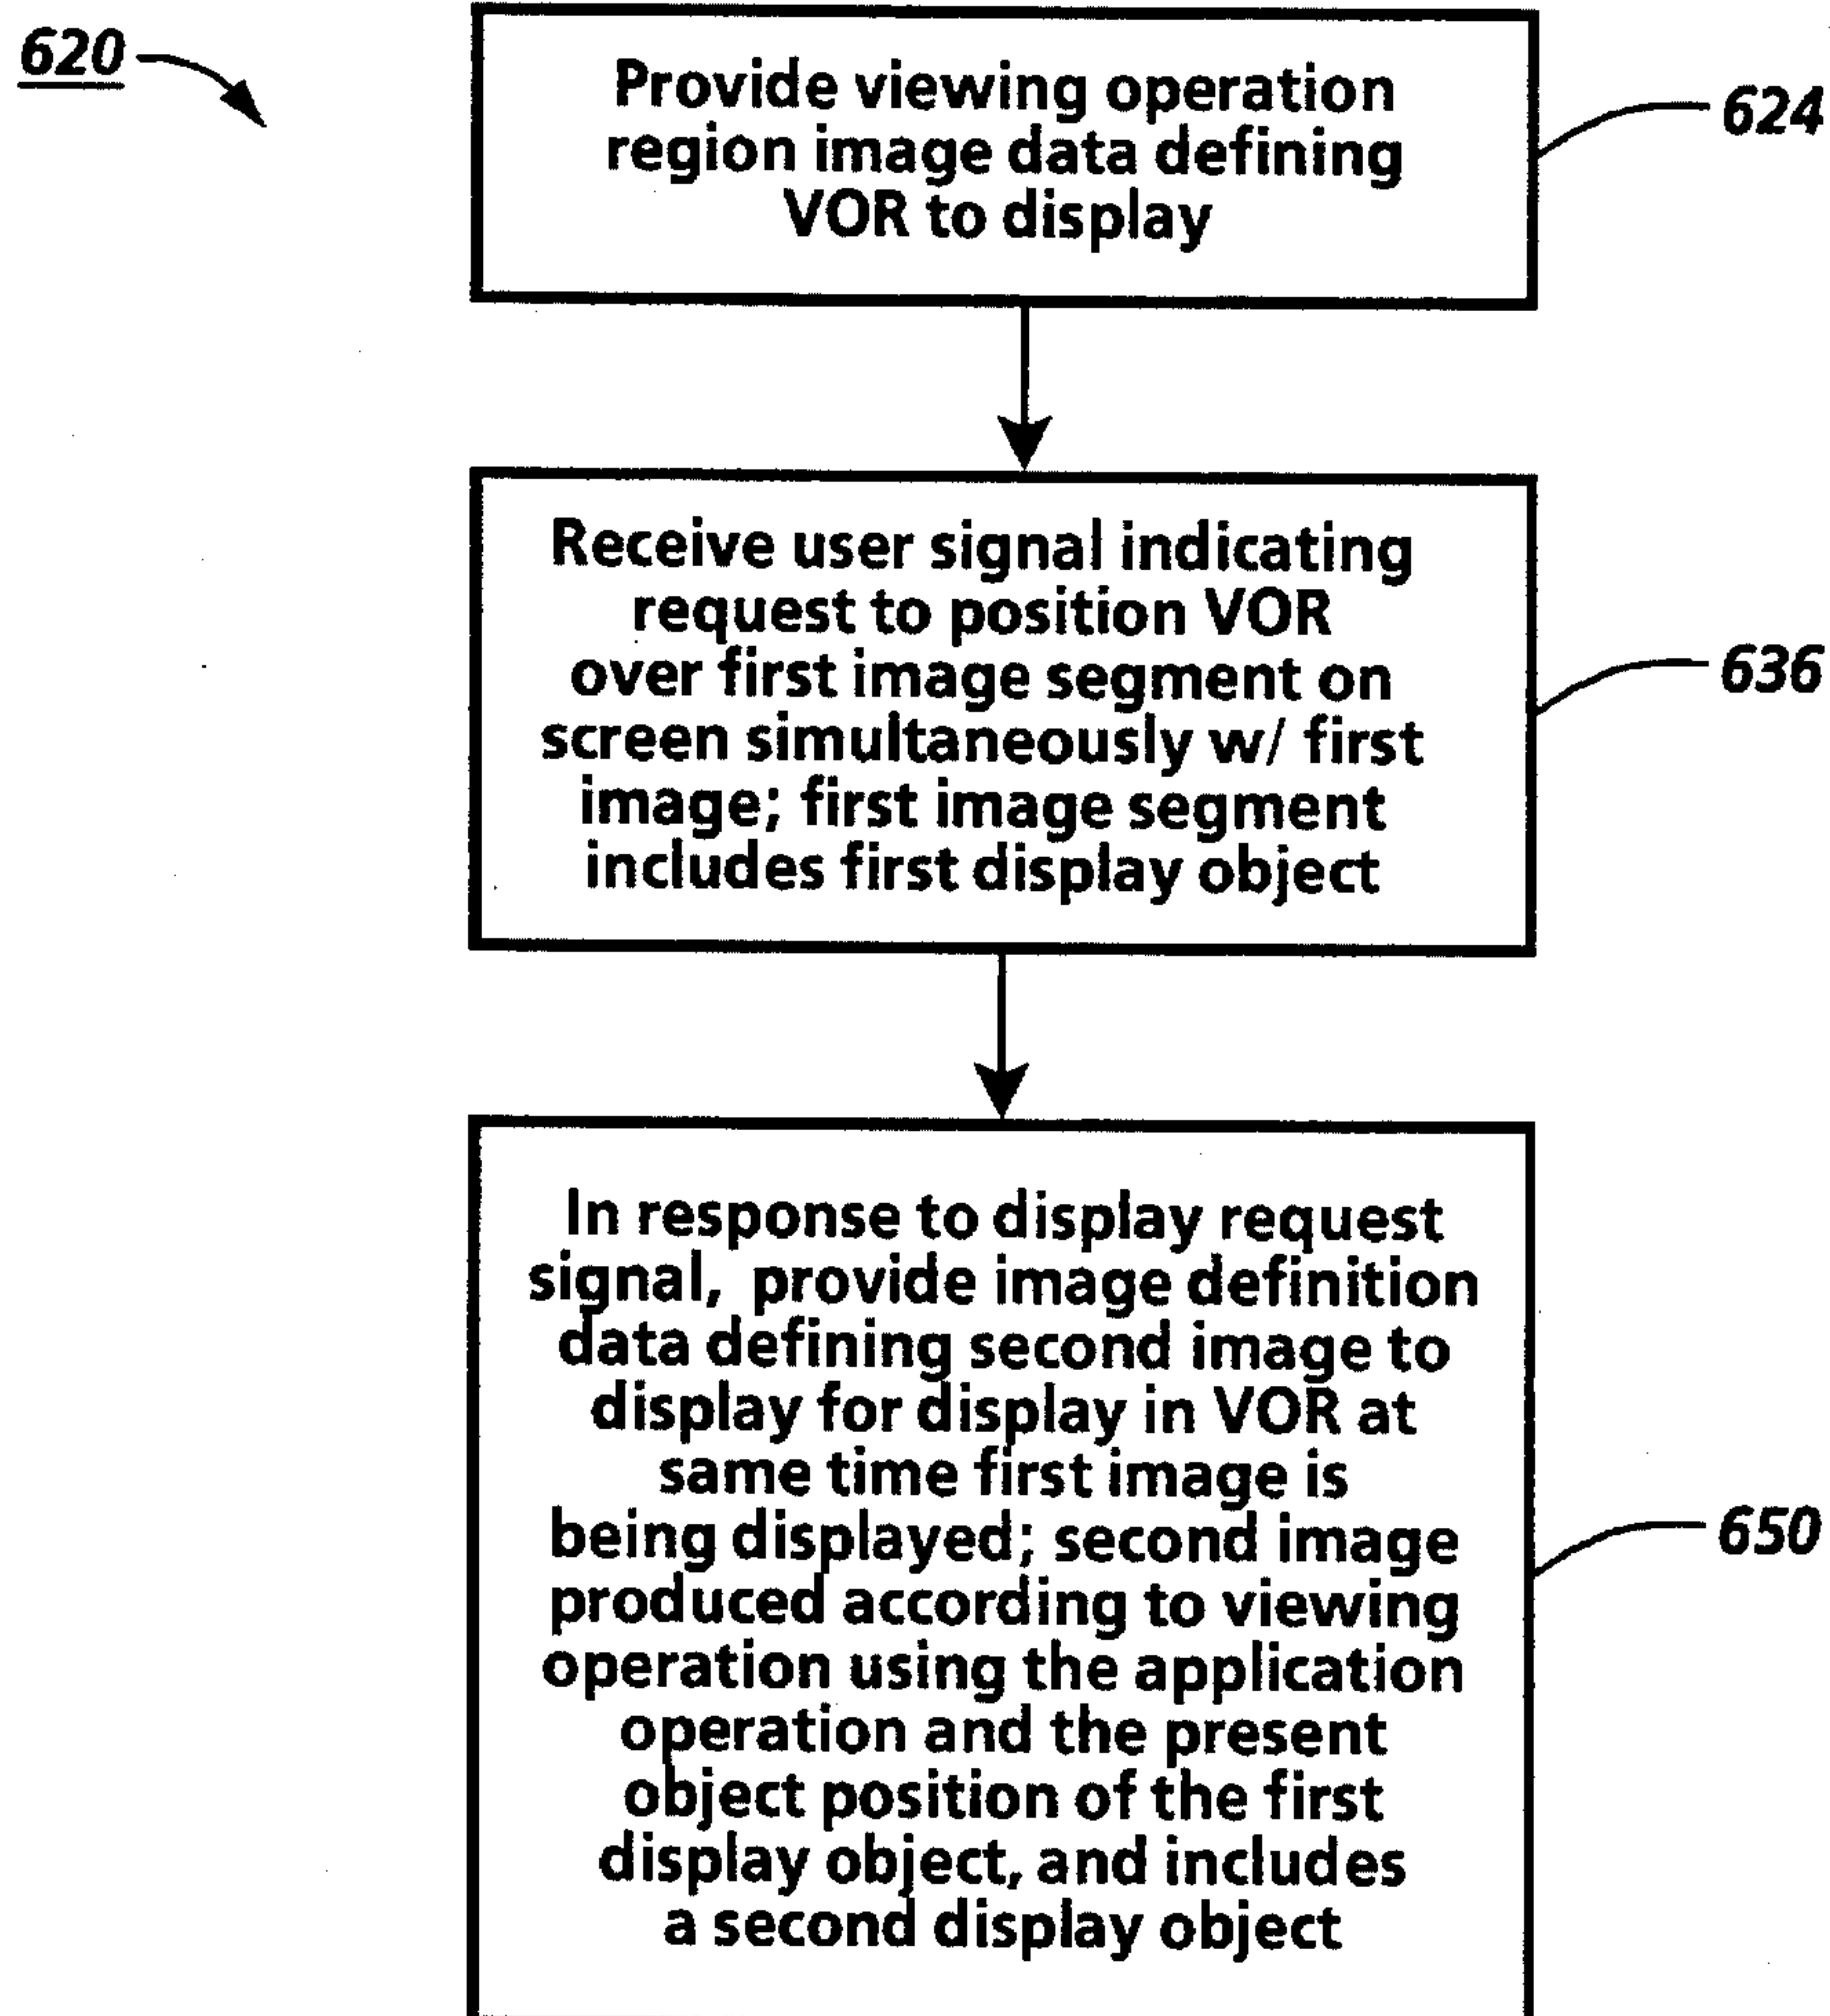 620
Provide viewing operation
region image data defining
VOR to display
624
Receive user signal indicating
request to position VOR
over first image segment on
screen simultaneously w/ first
image; first image segment
includes first display object
636
In response to display request
signal, provide image definition
data defining second image to
display for display in VOR at
same time first image is
being displayed; second image
produced according to viewing
operation using the application
operation and the present
object position of the first
display object, and includes
a second display object
650